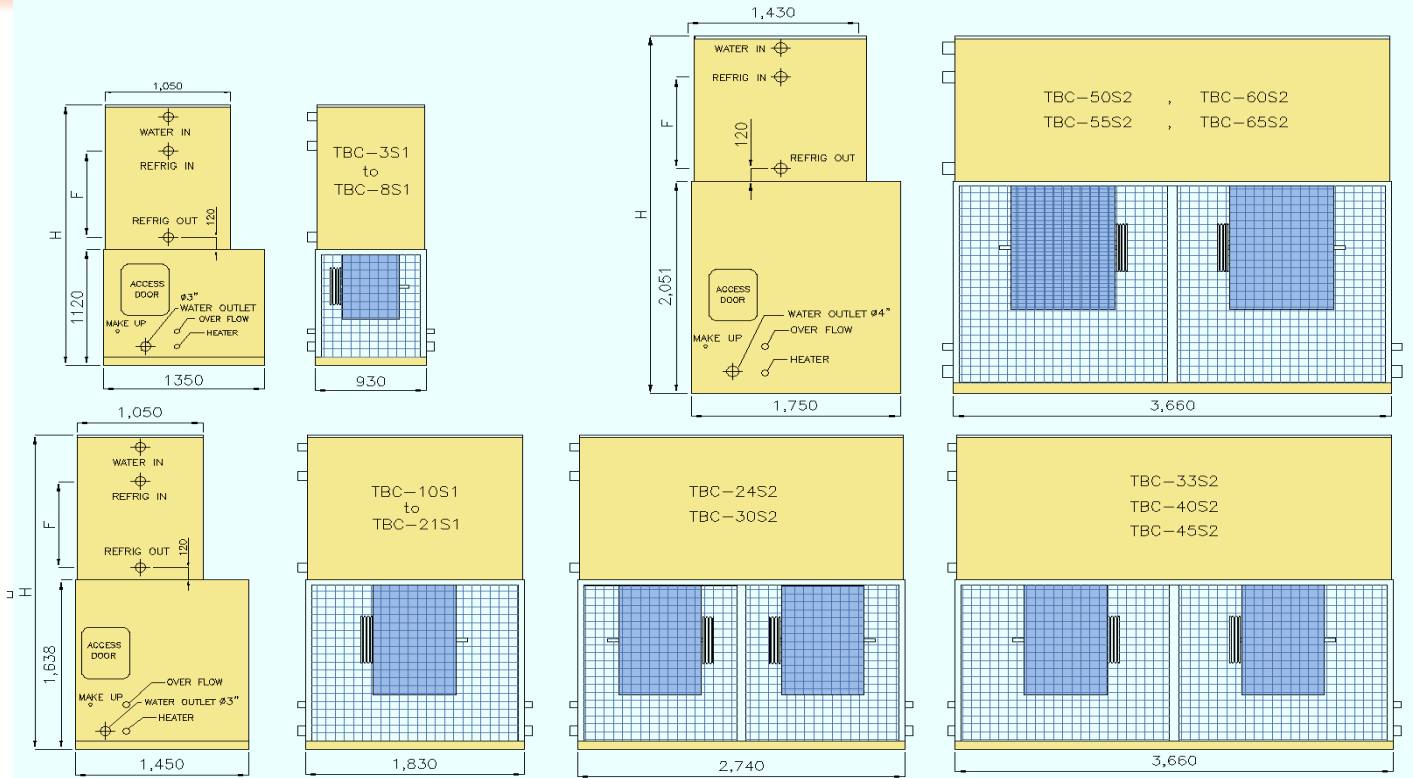 1,050
WATER IN
REFRIG IN
F
H
REFRIG OUT
120
1120
ACCESS
DOOR
ø3"
WATER OUTLET
OVER FLOW
MAKE UP
HEATER
1350
TBC-3S1
to
TBC-8S1
930
1,430
WATER IN
REFRIG IN
F
120
REFRIG OUT
H
2,051
ACCESS
DOOR
WATER OUTLET ø4"
OVER FLOW
MAKE UP
HEATER
1,750
TBC-50S2 , TBC-60S2
TBC-55S2 , TBC-65S2
3,660
1,050
WATER IN
REFRIG IN
F
REFRIG OUT
120
H
1,638
ACCESS
DOOR
OVER FLOW
MAKE UP
WATER OUTLET ø3"
HEATER
1,450
TBC-10S1
to
TBC-21S1
1,830
TBC-24S2
TBC-30S2
2,740
TBC-33S2
TBC-40S2
TBC-45S2
3,660